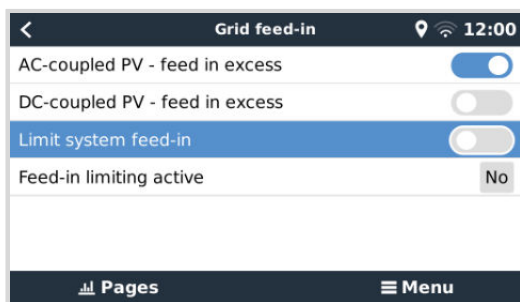 Grid feed-in 12:00
AC-coupled PV - feed in excess
DC-coupled PV - feed in excess
Limit system feed-in
Feed-in limiting active No
Pages Menu